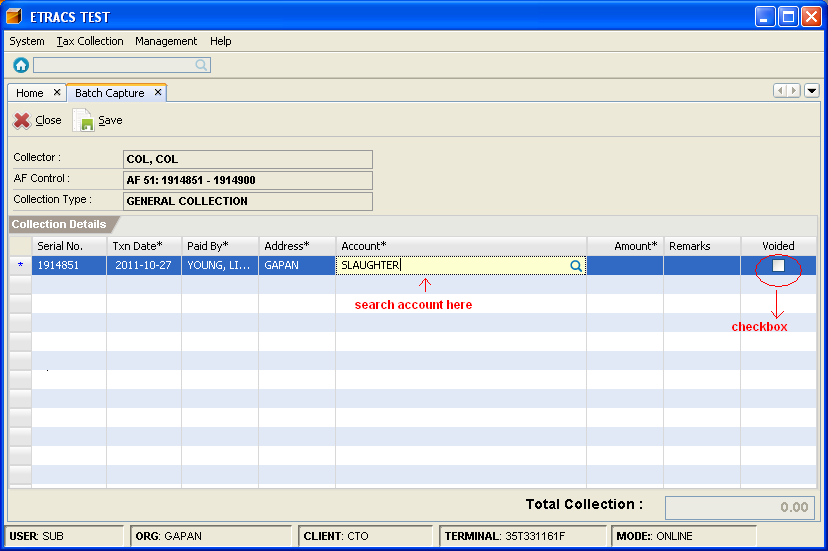 ETRACS TEST
System Tax Collection Management Help
Home Batch Capture
Close Save
Collector : COL, COL
AF Control : AF 51: 1914851 - 1914900
Collection Type : GENERAL COLLECTION
Collection Details
Serial No. Txn Date* Paid By* Address* Account* Amount* Remarks Voided
* 1914851 2011-10-27 YOUNG, LI... GAPAN SLAUGHTER
search account here
checkbox
Total Collection : 0.00
USER: SUB ORG: GAPAN CLIENT: CTO TERMINAL: 35T331161F MODE: ONLINE